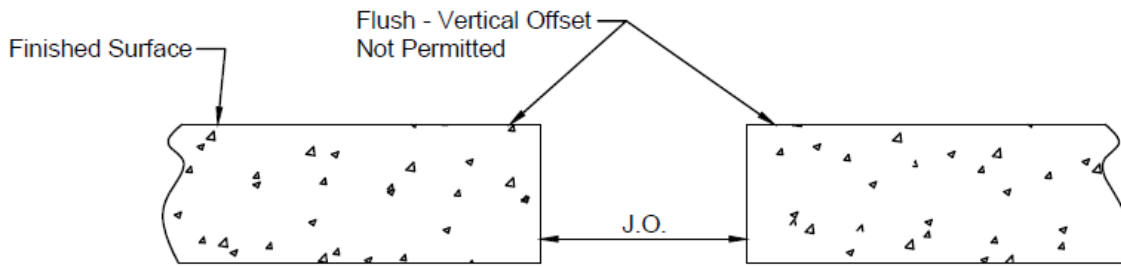 Flush - Vertical Offset
Not Permitted
Finished Surface
J.O.